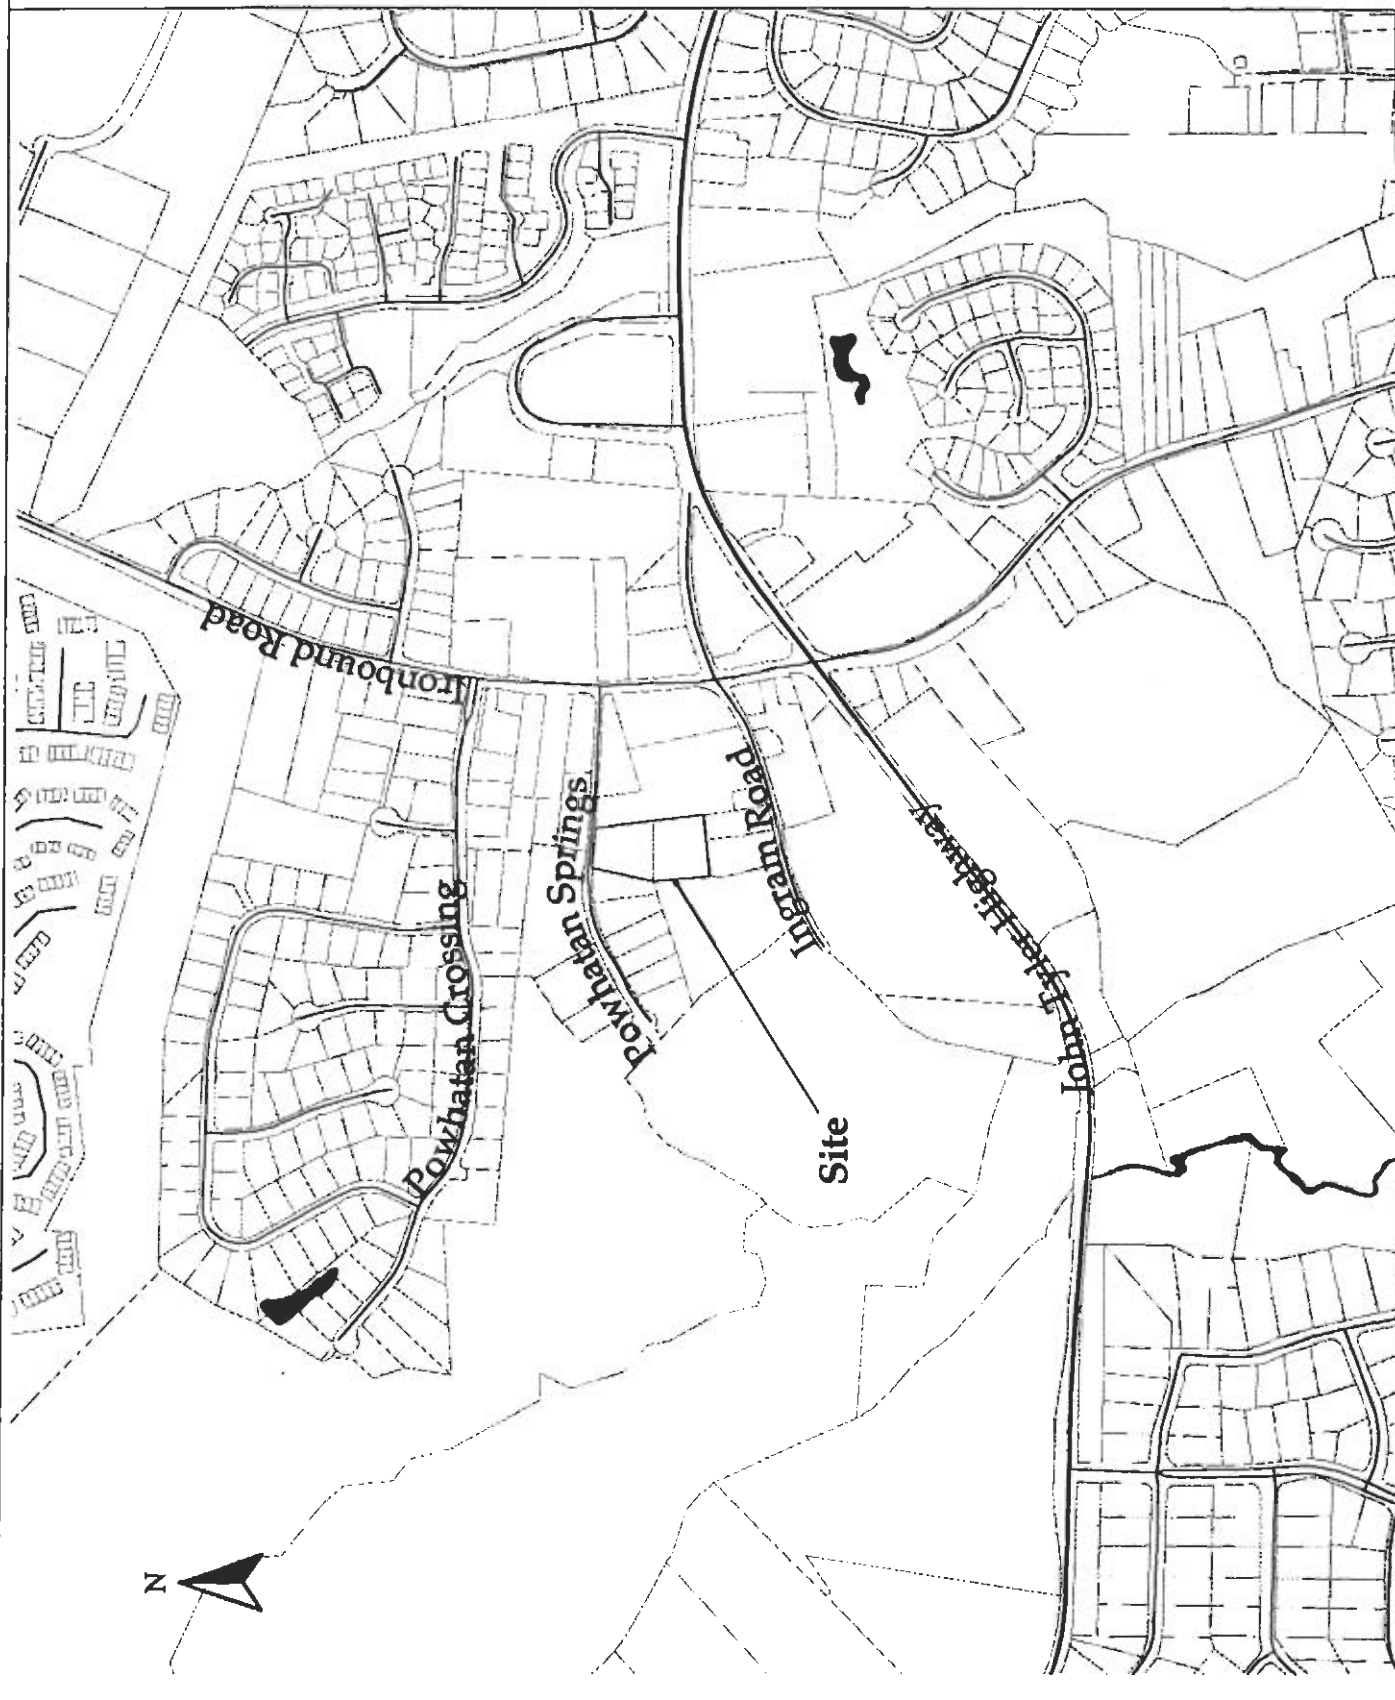 Ironbound Road
Powhatan Crossing
Powhatan Springs
Ingram Road
John Tyler Highway
Site
N